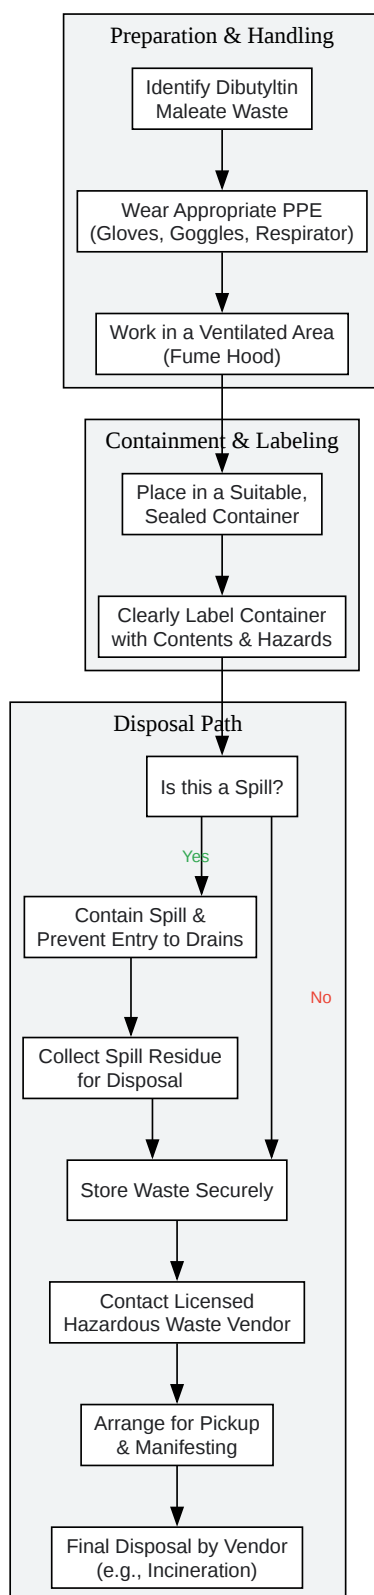 Preparation & Handling
Identify Dibutyltin
Maleate Waste
Wear Appropriate PPE
(Gloves, Goggles, Respirator)
Work in a Ventilated Area
(Fume Hood)
Containment & Labeling
Place in a Suitable,
Sealed Container
Clearly Label Container
with Contents & Hazards
Disposal Path
Is this a Spill?
Yes
Contain Spill &
Prevent Entry to Drains
No
Collect Spill Residue
for Disposal
Store Waste Securely
Contact Licensed
Hazardous Waste Vendor
Arrange for Pickup
& Manifesting
Final Disposal by Vendor
(e.g., Incineration)